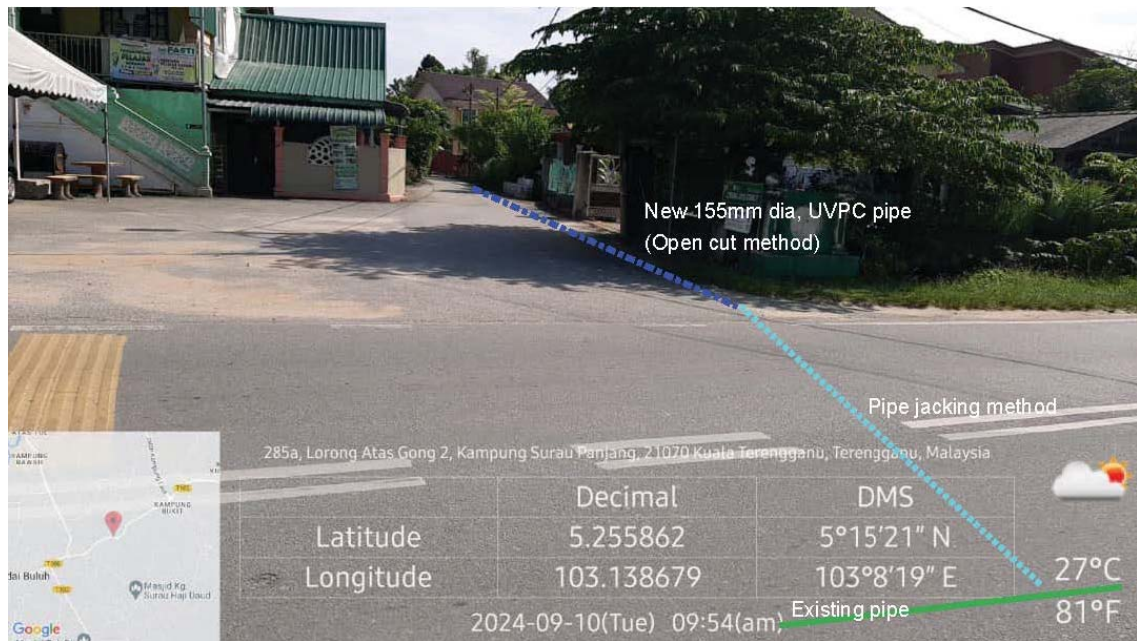 PASTI
New 155mm dia, UVPC pipe
(Open cut method)
Pipe jacking method
285a, Lorong Atas Gong 2, Kampung Surau Panjang, 21070 Kuala Terengganu, Terengganu, Malaysia
Decimal DMS
Latitude 5.255862 5°15'21" N
Longitude 103.138679 103°8'19" E
27°C
81°F
Existing pipe
2024-09-10(Tue) 09:54(am)
KAMPUNG
BUKIT
dai Buluh
Masjid Kg.
Surau Haji Daud
Google